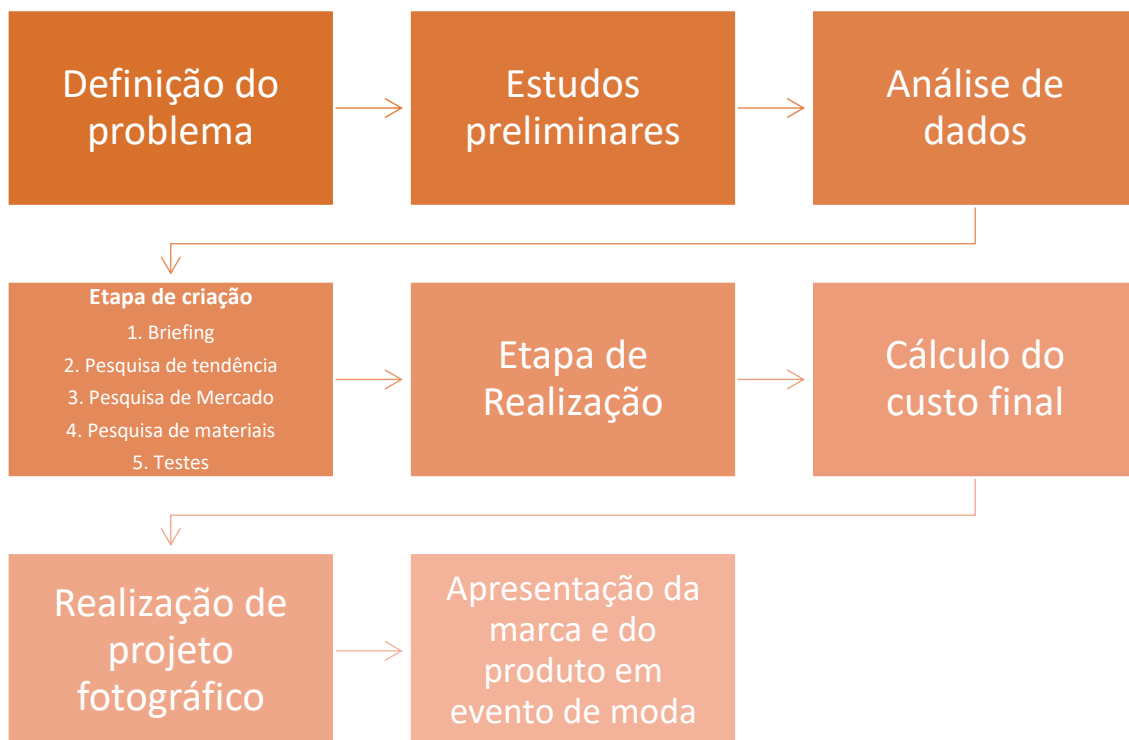 Definição do
problema
Estudos
preliminares
Análise de
dados
Etapa de criação
1. Briefing
2. Pesquisa de tendência
3. Pesquisa de Mercado
4. Pesquisa de materiais
5. Testes
Etapa de
Realização
Cálculo do
custo final
Realização de
projeto
fotográfico
Apresentação da
marca e do
produto em
evento de moda